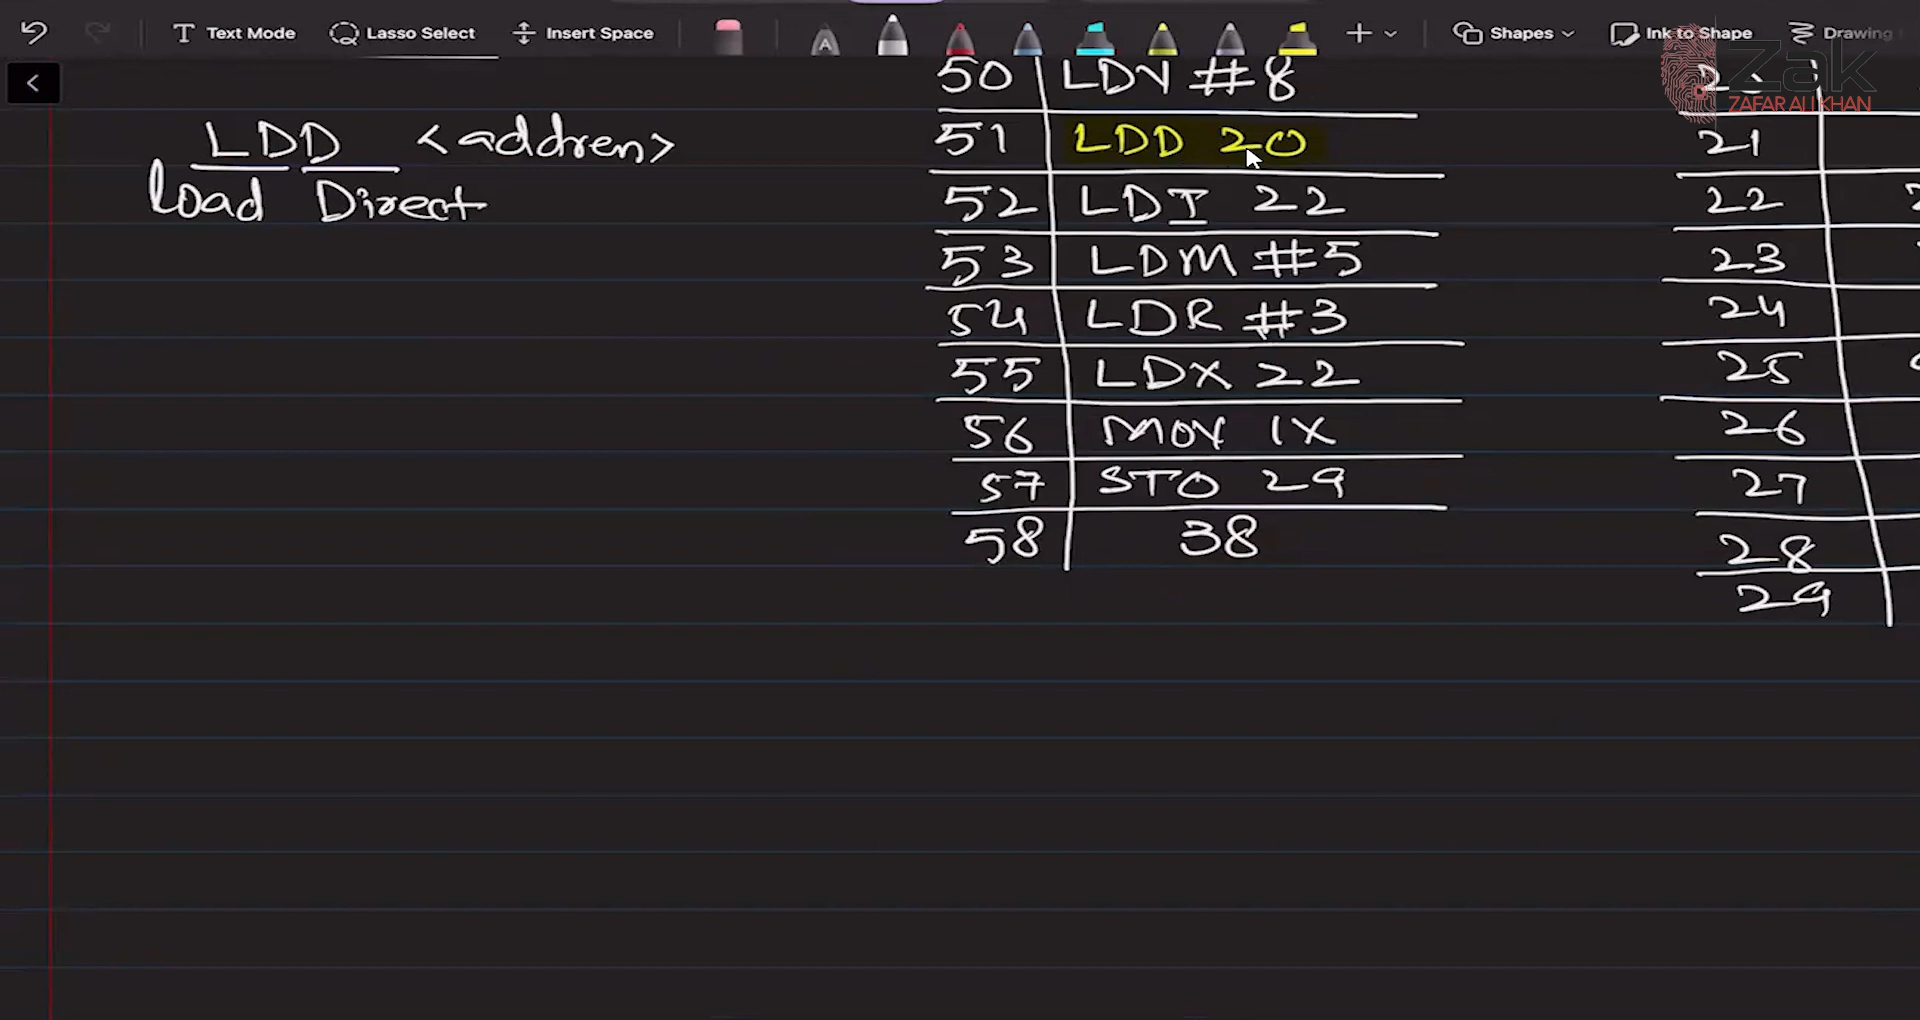 Text Mode Lasso Select Insert Space Shapes Ink to Shape Drawing
Zak
ZAFAR ALI KHAN
LDD <address>
Load Direct
50 LDV #8
51 LDD 20
52 LDI 22
53 LDM #5
54 LDR #3
55 LDX 22
56 MOV IX
57 STO 29
58 38
21
22
23
24
25
26
27
28
29